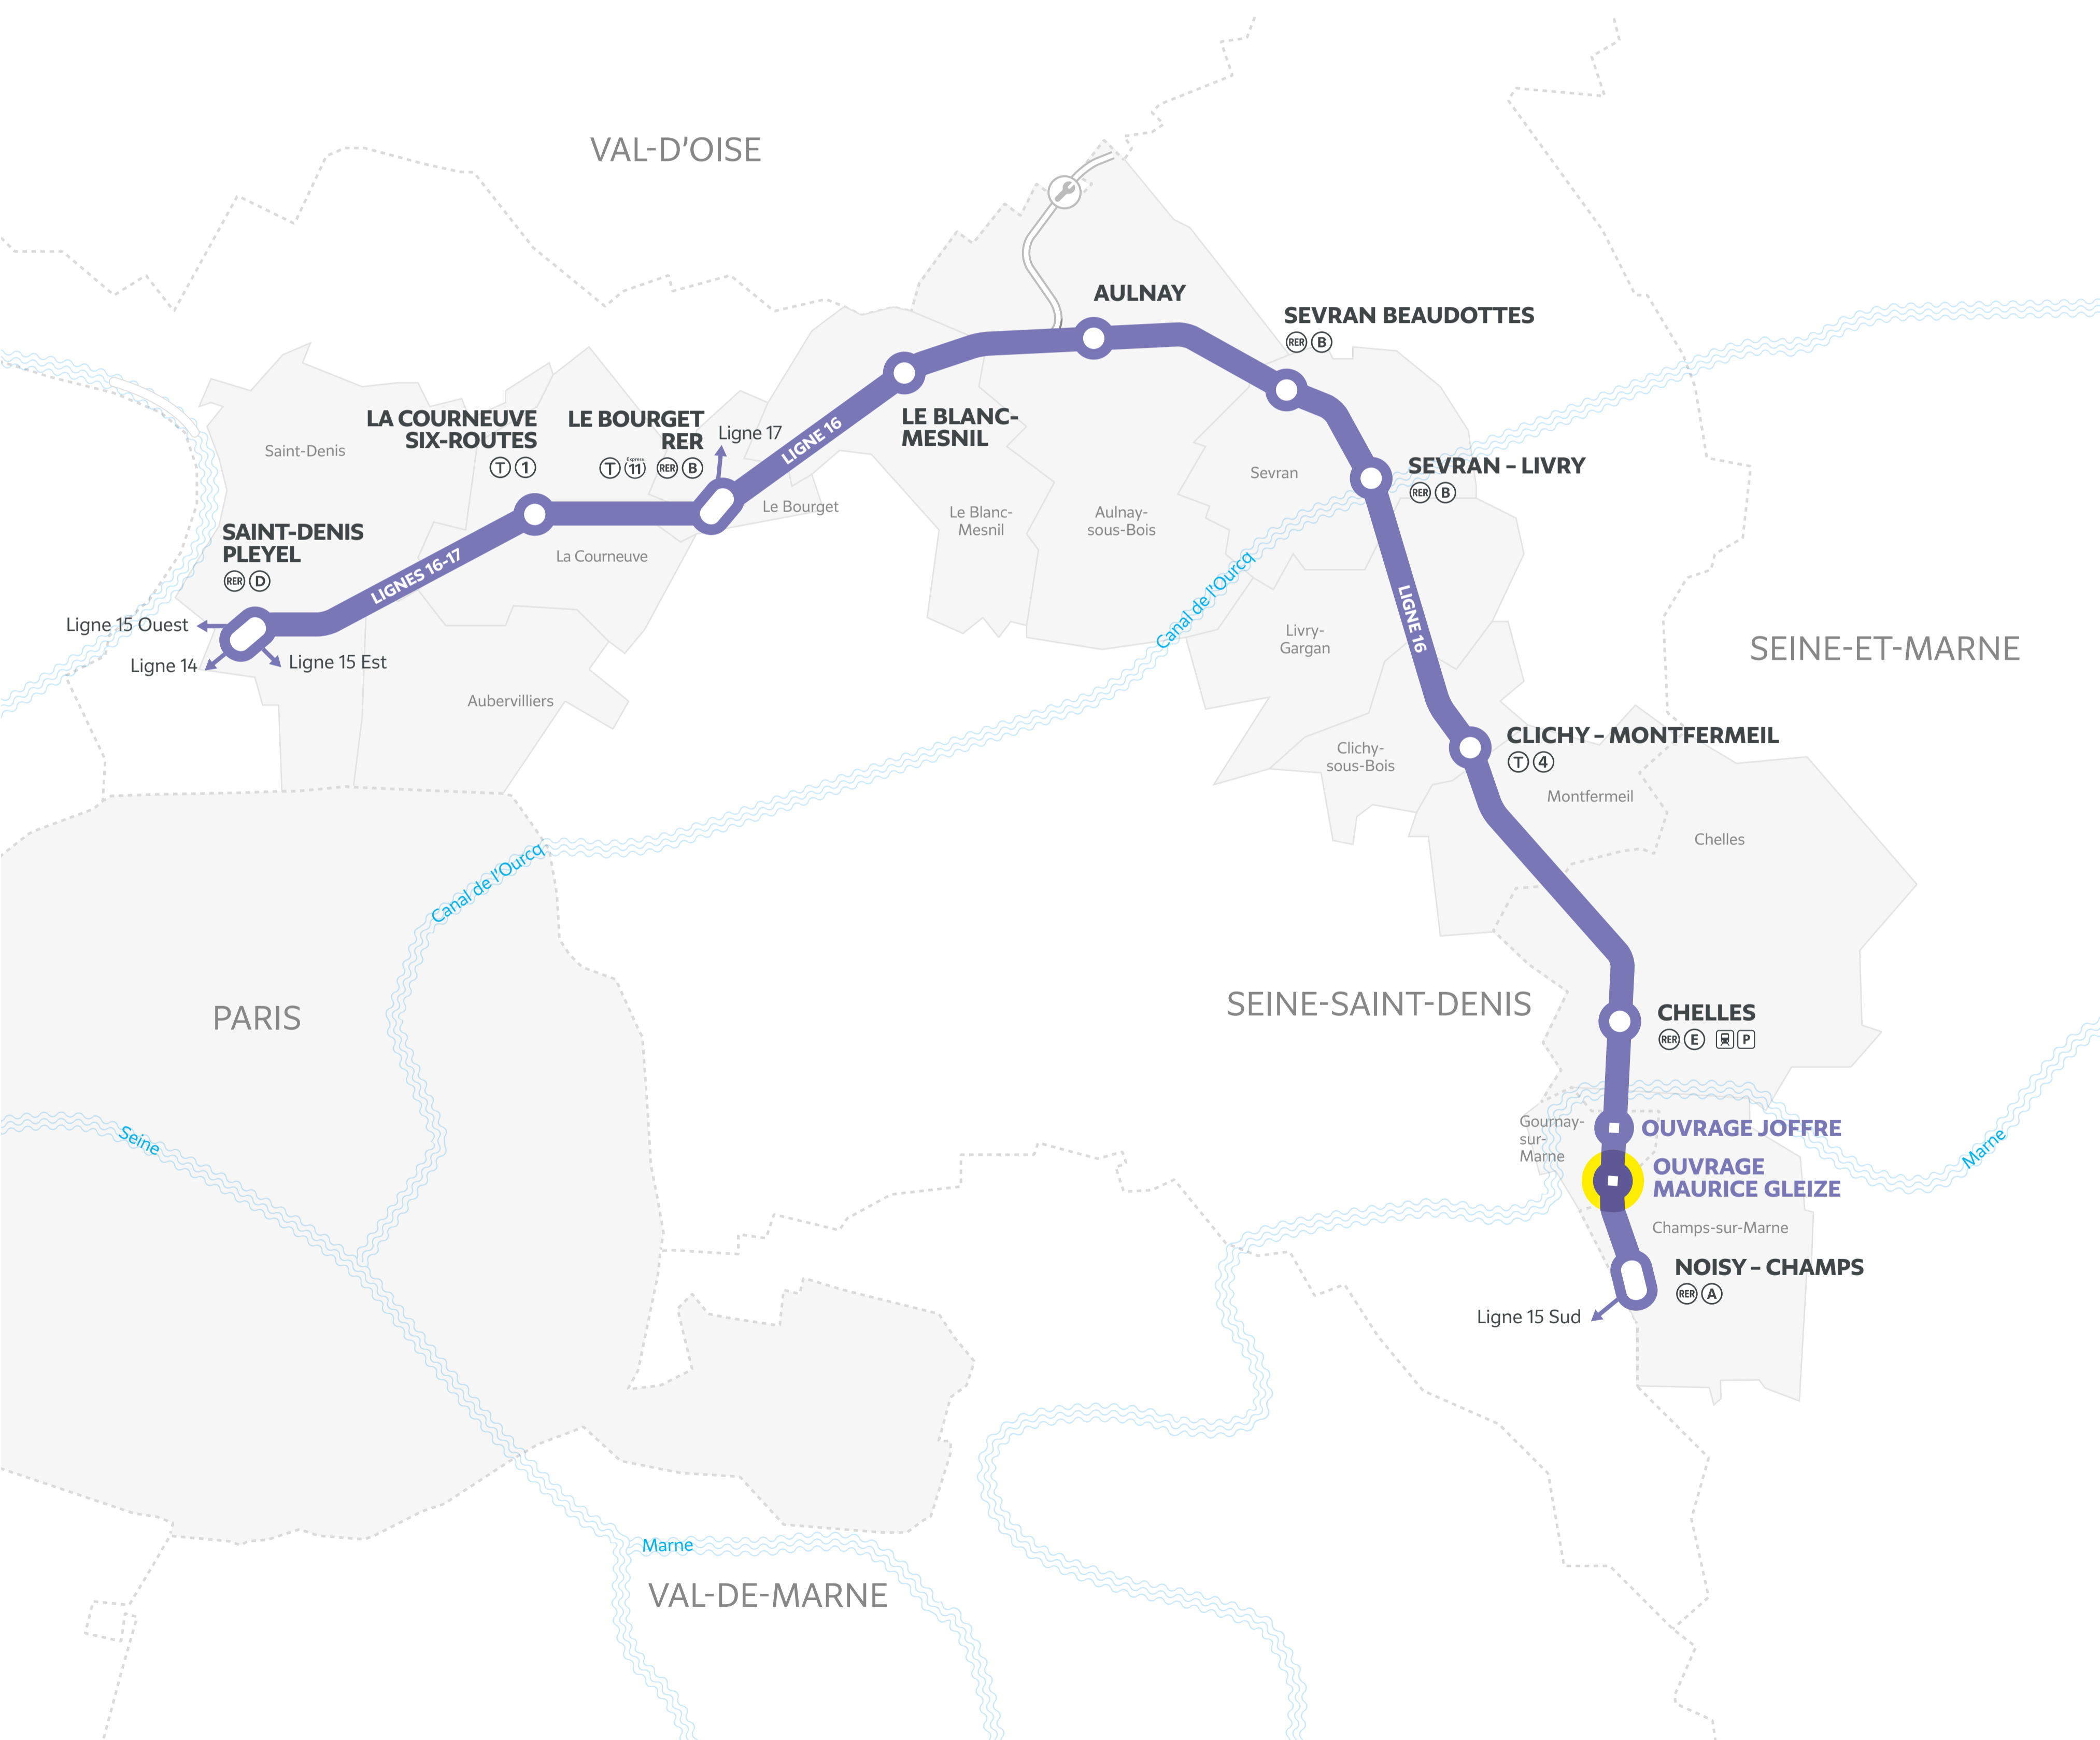 VAL-D'OISE
AULNAY
SEVRAN BEAUDOTTES
RER B
LA COURNEUVE
SIX-ROUTES
T 1
LE BOURGET
RER
T Express 11 RER B
Ligne 17
LIGNE 16
LE BLANC-
MESNIL
Saint-Denis
Sevran
SEVRAN – LIVRY
RER B
Le Bourget
Le Blanc-
Mesnil
Aulnay-
sous-Bois
SAINT-DENIS
PLEYEL
RER D
LIGNES 16-17
La Courneuve
Canal de l'Ourcq
LIGNE 16
Ligne 15 Ouest
Ligne 14
Ligne 15 Est
Livry-
Gargan
SEINE-ET-MARNE
Aubervilliers
Clichy-
sous-Bois
CLICHY – MONTFERMEIL
T 4
Montfermeil
Chelles
Canal de l'Ourcq
PARIS
SEINE-SAINT-DENIS
CHELLES
RER E P
Seine
Gournay-
sur-
Marne
OUVRAGE JOFFRE
Marne
OUVRAGE
MAURICE GLEIZE
Champs-sur-Marne
NOISY – CHAMPS
RER A
Ligne 15 Sud
Marne
VAL-DE-MARNE